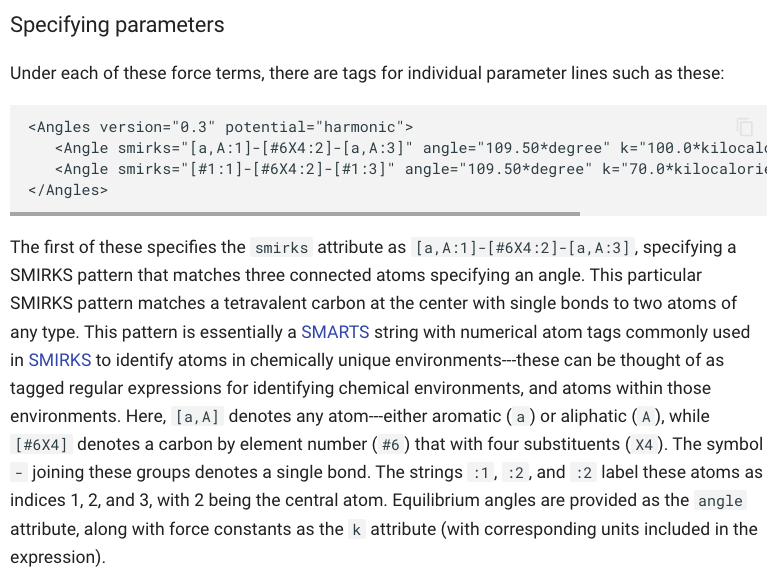 Specifying parameters
Under each of these force terms, there are tags for individual parameter lines such as these:
<Angles version="0.3" potential="harmonic">
   <Angle smirks="[a,A:1]-[#6X4:2]-[a,A:3]" angle="109.50*degree" k="100.0*kilocalo
   <Angle smirks="[#1:1]-[#6X4:2]-[#1:3]" angle="109.50*degree" k="70.0*kilocalorie
</Angles>
The first of these specifies the smirks attribute as [a,A:1]-[#6X4:2]-[a,A:3], specifying a
SMIRKS pattern that matches three connected atoms specifying an angle. This particular
SMIRKS pattern matches a tetravalent carbon at the center with single bonds to two atoms of
any type. This pattern is essentially a SMARTS string with numerical atom tags commonly used
in SMIRKS to identify atoms in chemically unique environments—-these can be thought of as
tagged regular expressions for identifying chemical environments, and atoms within those
environments. Here, [a,A] denotes any atom—-either aromatic (a) or aliphatic (A), while
[#6X4] denotes a carbon by element number (#6) that with four substituents (X4). The symbol
- joining these groups denotes a single bond. The strings :1, :2, and :2 label these atoms as
indices 1, 2, and 3, with 2 being the central atom. Equilibrium angles are provided as the angle
attribute, along with force constants as the k attribute (with corresponding units included in the
expression).